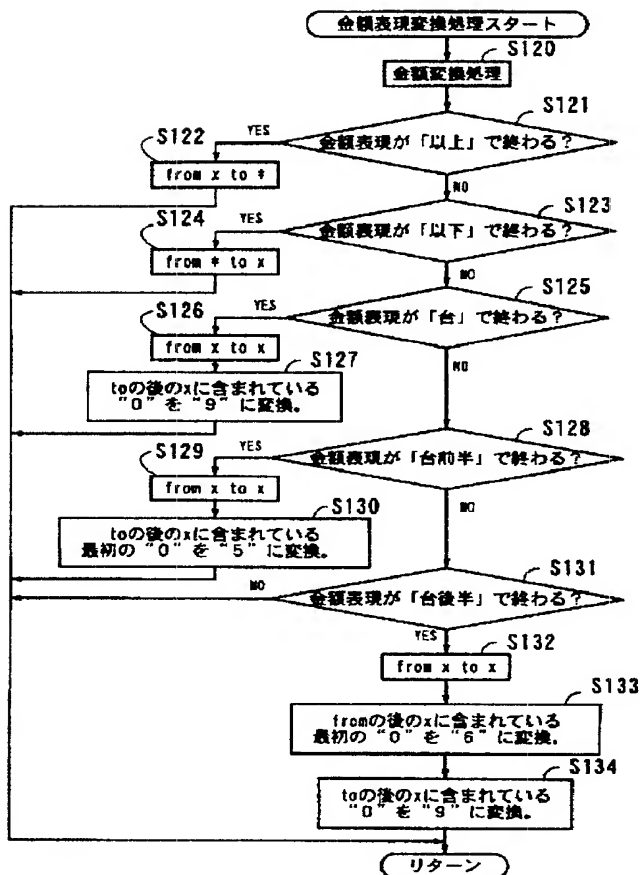 金額表現変換処理スタート
S120
金額変換処理
S121
金額表現が「以上」で終わる？
YES
S122
from x to *
NO
S123
金額表現が「以下」で終わる？
YES
S124
from * to x
NO
S125
金額表現が「台」で終わる？
YES
S126
from x to x
S127
toの後のxに含まれている
"0"を"9"に変換。
NO
S128
金額表現が「台前半」で終わる？
YES
S129
from x to x
S130
toの後のxに含まれている
最初の"0"を"5"に変換。
NO
S131
金額表現が「台後半」で終わる？
NO
YES
S132
from x to x
S133
fromの後のxに含まれている
最初の"0"を"6"に変換。
S134
toの後のxに含まれている
"0"を"9"に変換。
リターン